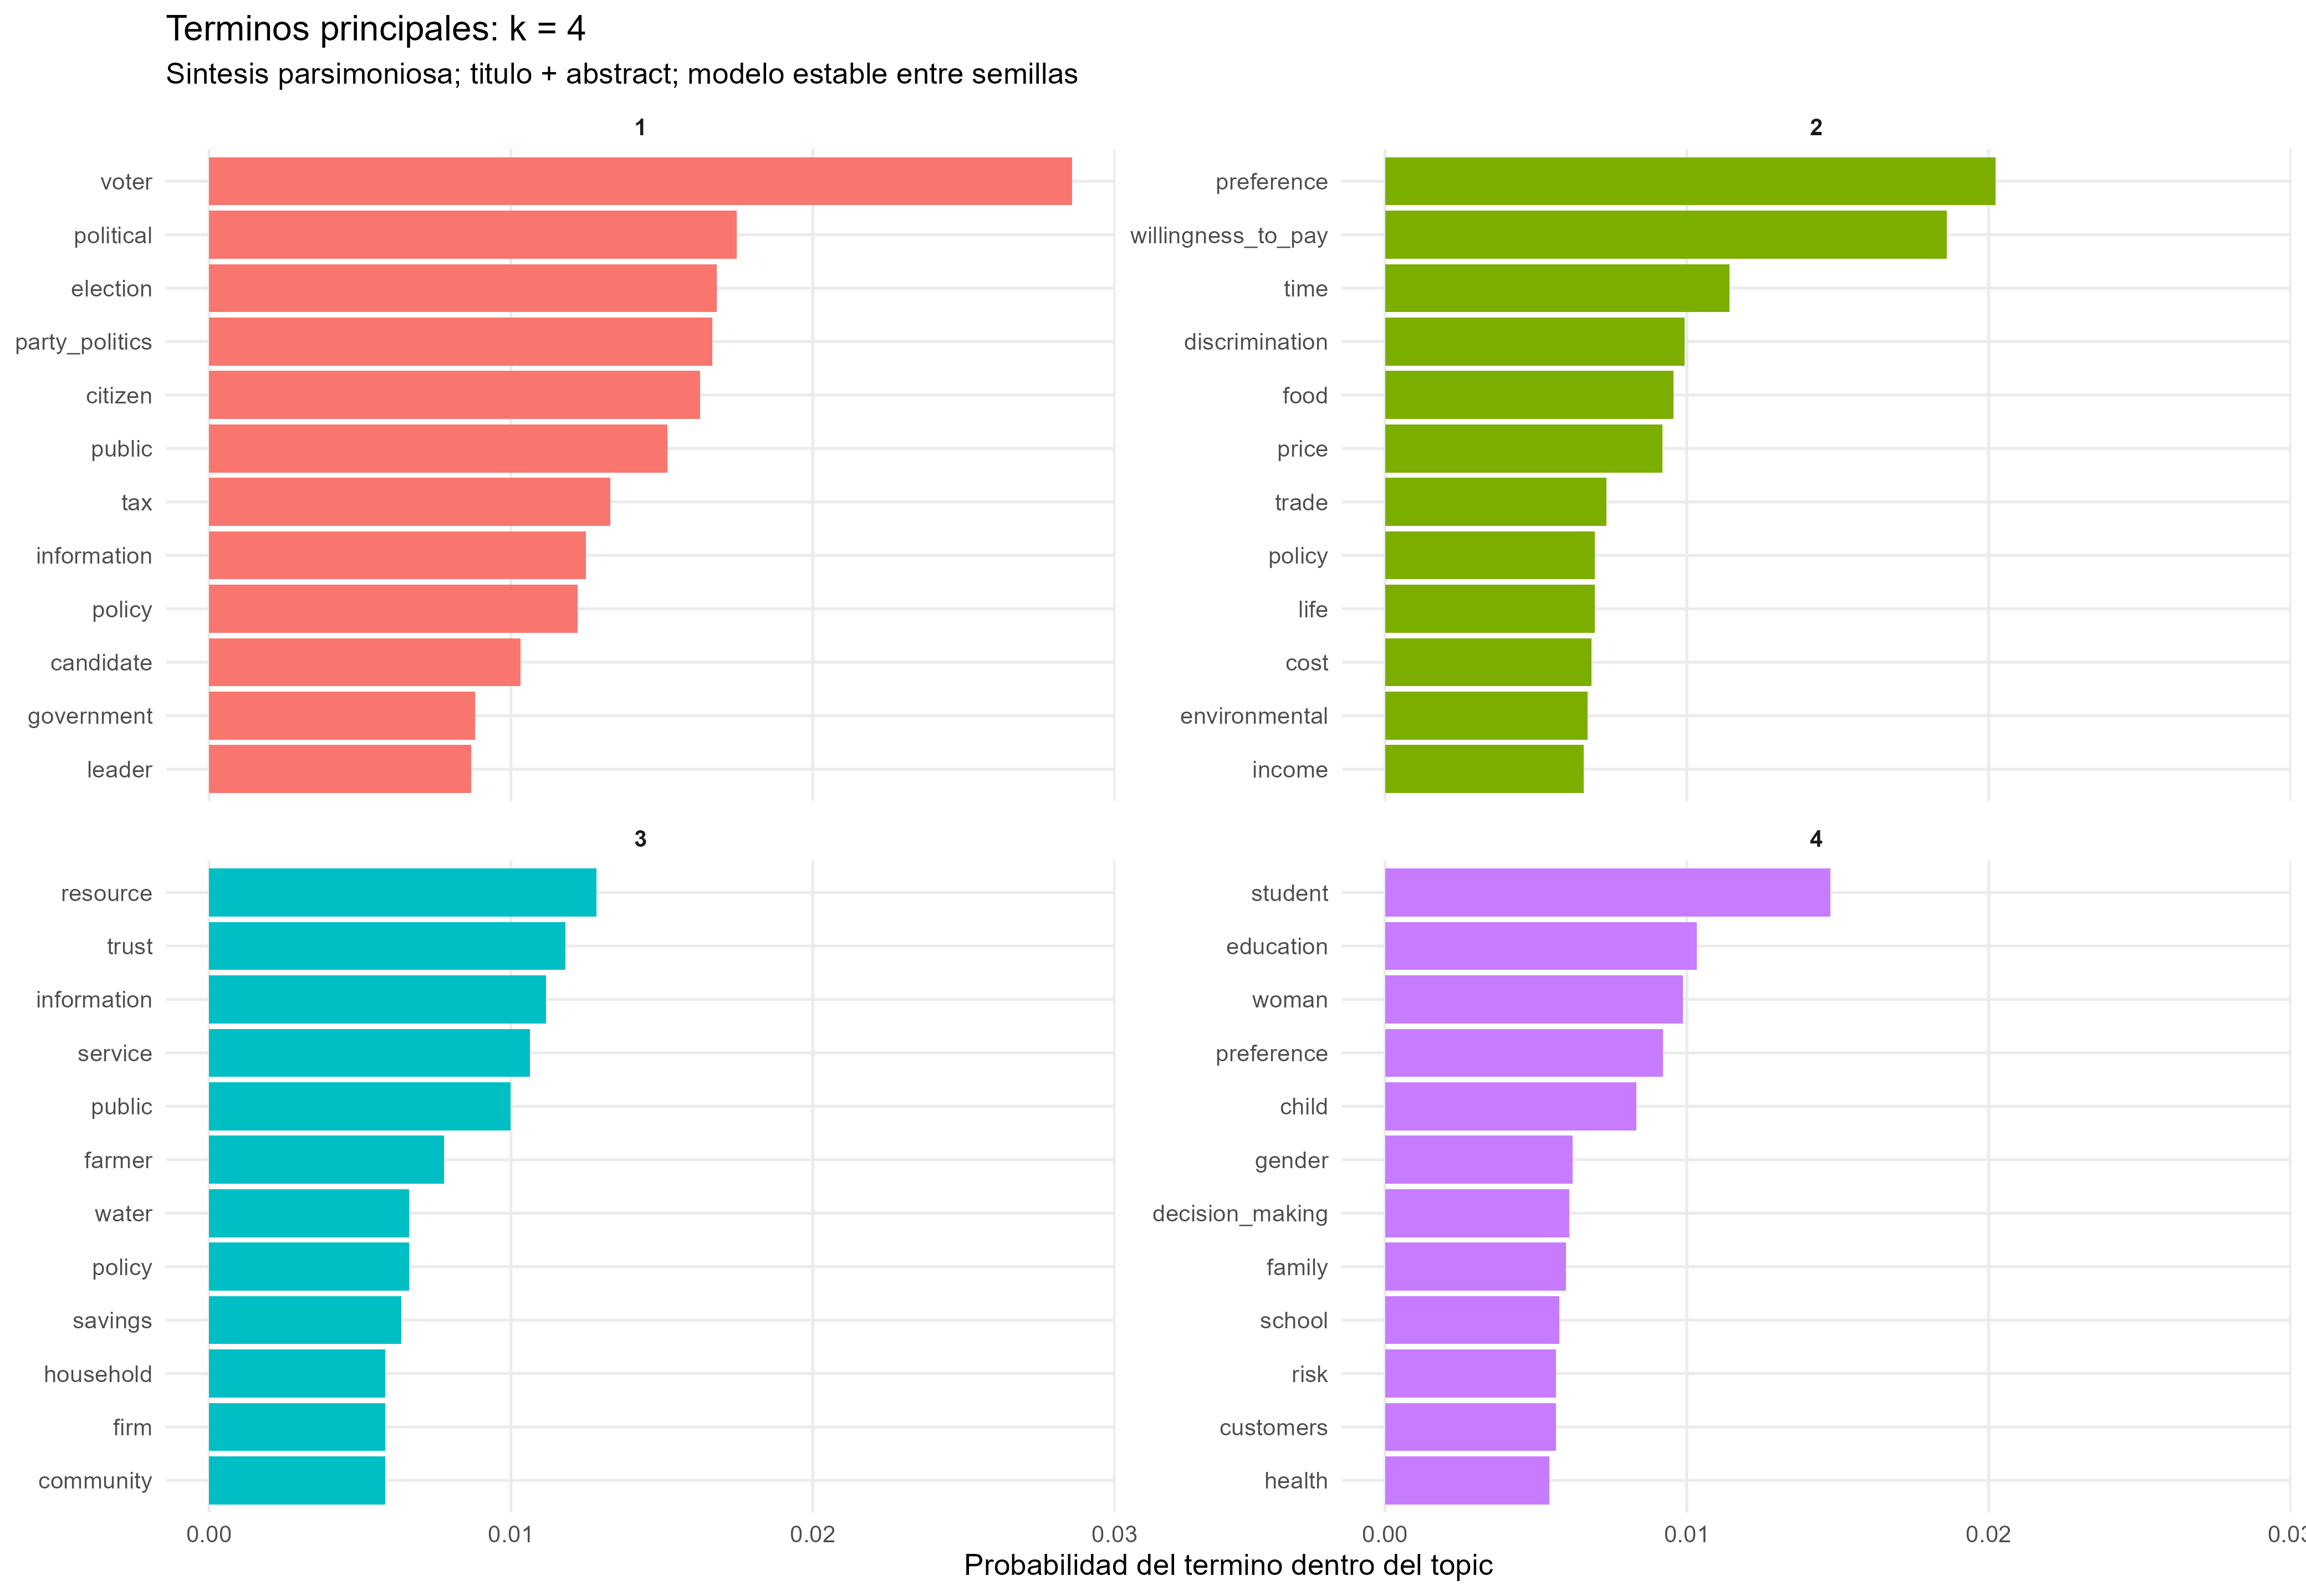 Terminos principales: k = 4
Sintesis parsimoniosa; titulo + abstract; modelo estable entre semillas
1
voter
political
election
party_politics
citizen
public
tax
information
policy
candidate
government
leader
2
preference
willingness_to_pay
time
discrimination
food
price
trade
policy
life
cost
environmental
income
3
resource
trust
information
service
public
farmer
water
policy
savings
household
firm
community
0.00 0.01 0.02 0.03
4
student
education
woman
preference
child
gender
decision_making
family
school
risk
customers
health
0.00 0.01 0.02 0.03
Probabilidad del termino dentro del topic